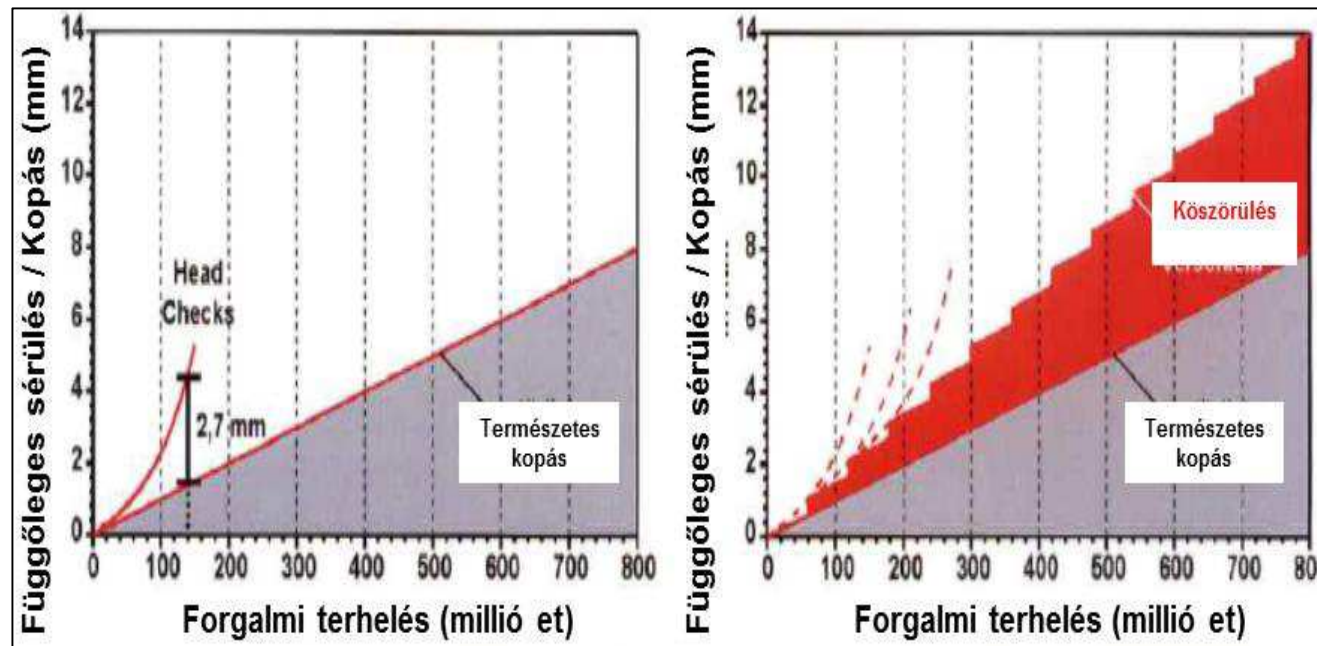 Függőleges sérülés / Kopás (mm)
14
12
10
8
6
4
2
0
Head
Checks
2,7 mm
Természetes
kopás
0 100 200 300 400 500 600 700 800
Forgalmi terhelés (millió et)
Függőleges sérülés / Kopás (mm)
14
12
10
8
6
4
2
0
Köszörülés
Természetes
kopás
0 100 200 300 400 500 600 700 80
Forgalmi terhelés (millió et)